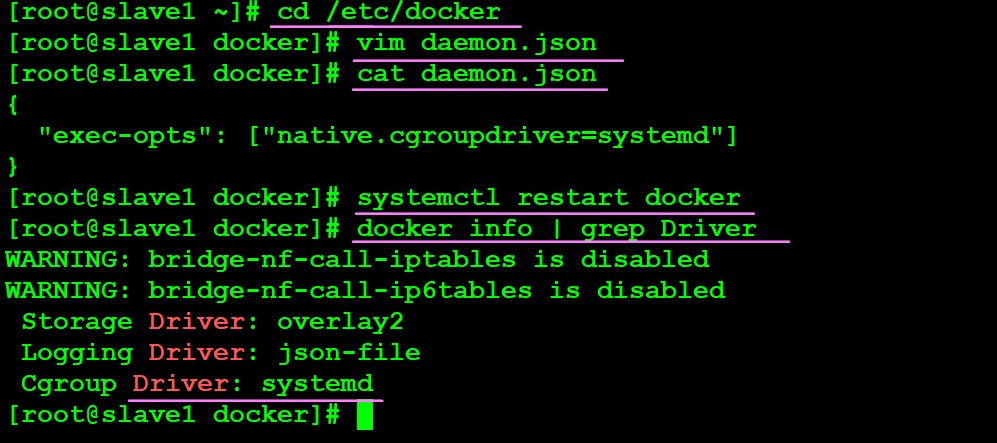 [root@slave1 ~]# cd /etc/docker
[root@slave1 docker]# vim daemon.json
[root@slave1 docker]# cat daemon.json
{
  "exec-opts": ["native.cgroupdriver=systemd"]
}
[root@slave1 docker]# systemctl restart docker
[root@slave1 docker]# docker info | grep Driver
WARNING: bridge-nf-call-iptables is disabled
WARNING: bridge-nf-call-ip6tables is disabled
 Storage Driver: overlay2
 Logging Driver: json-file
 Cgroup Driver: systemd
[root@slave1 docker]#